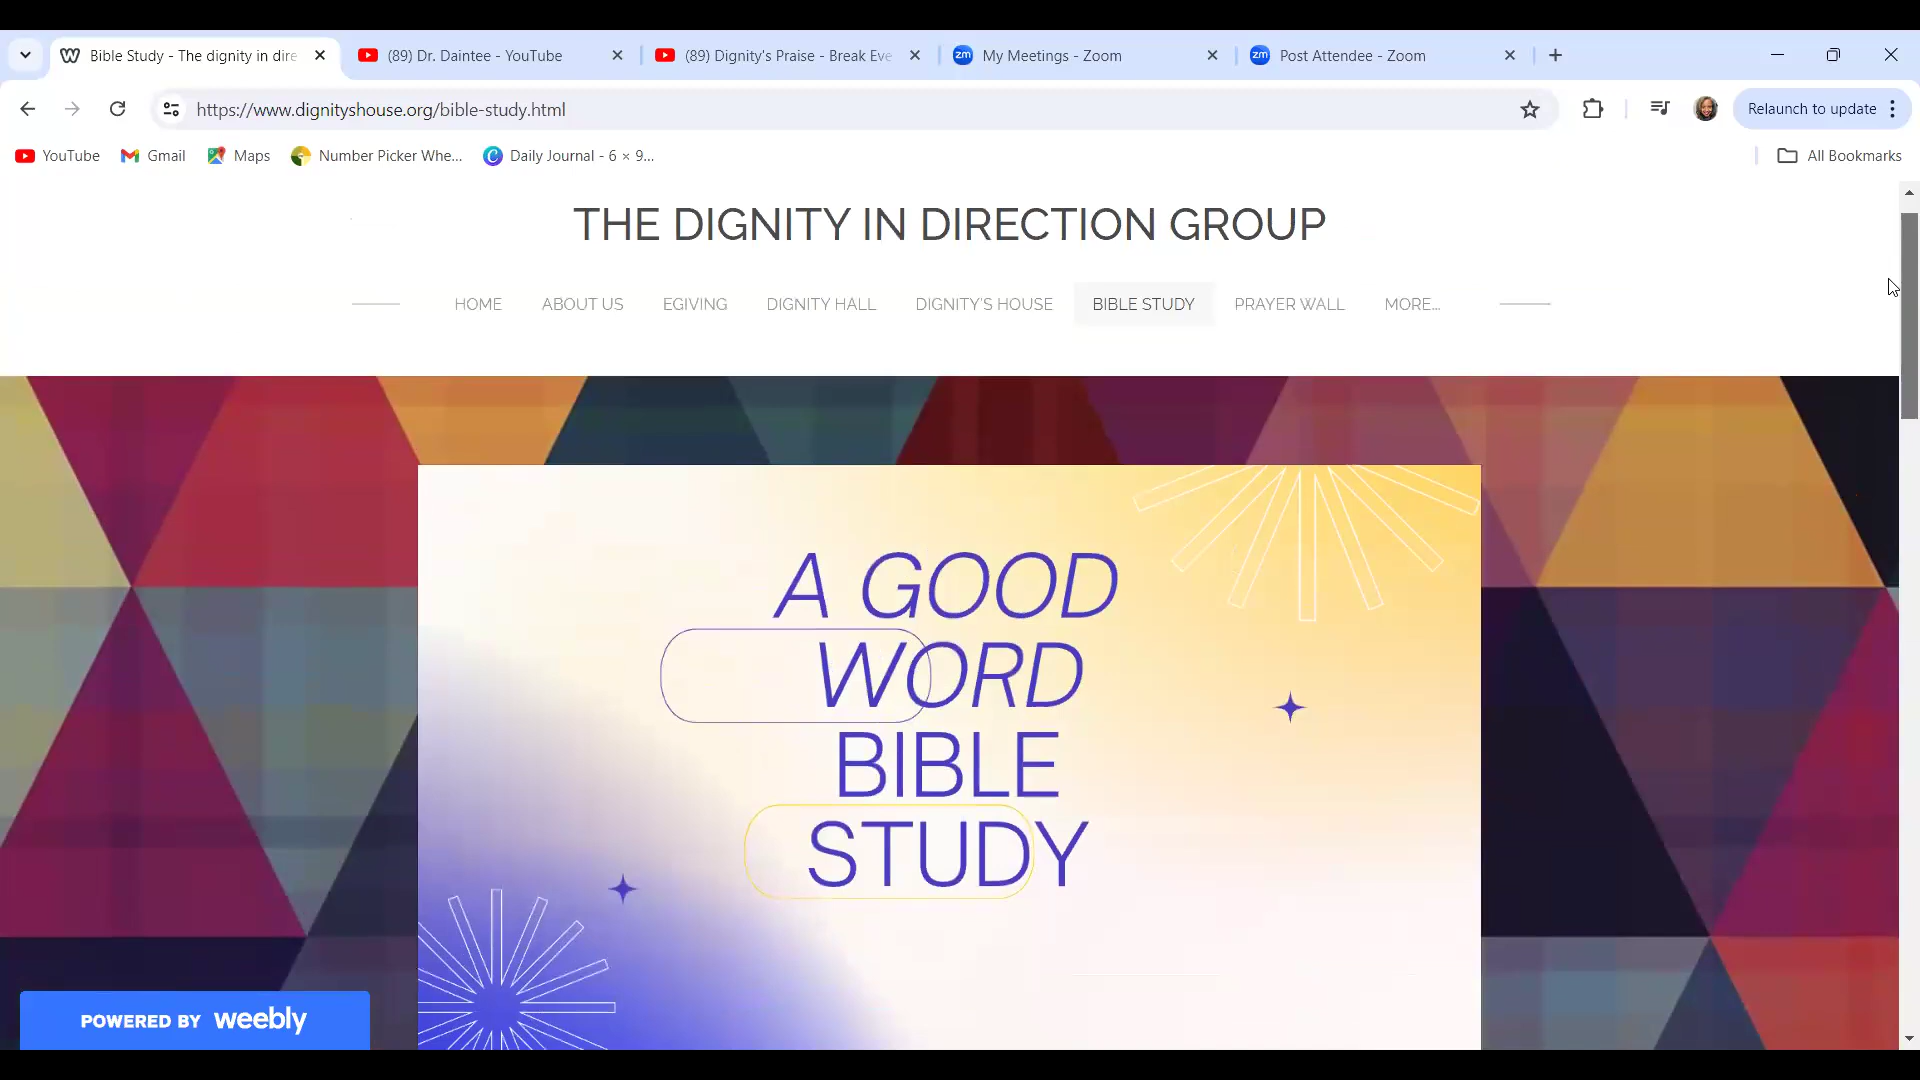 Bible Study - The dignity in dire
(89) Dr. Daintee - YouTube
(89) Dignity's Praise - Break Eve
zm
My Meetings - Zoom
zm
Post Attendee - Zoom
https://www.dignityshouse.org/bible-study.html
Relaunch to update
YouTube
Gmail
Maps
Number Picker Whe...
Daily Journal - 6 × 9...
All Bookmarks
THE DIGNITY IN DIRECTION GROUP
HOME
ABOUT US
EGIVING
DIGNITY HALL
DIGNITY'S HOUSE
BIBLE STUDY
PRAYER WALL
MORE...
A GOOD
WORD
BIBLE
STUDY
POWERED BY weebly